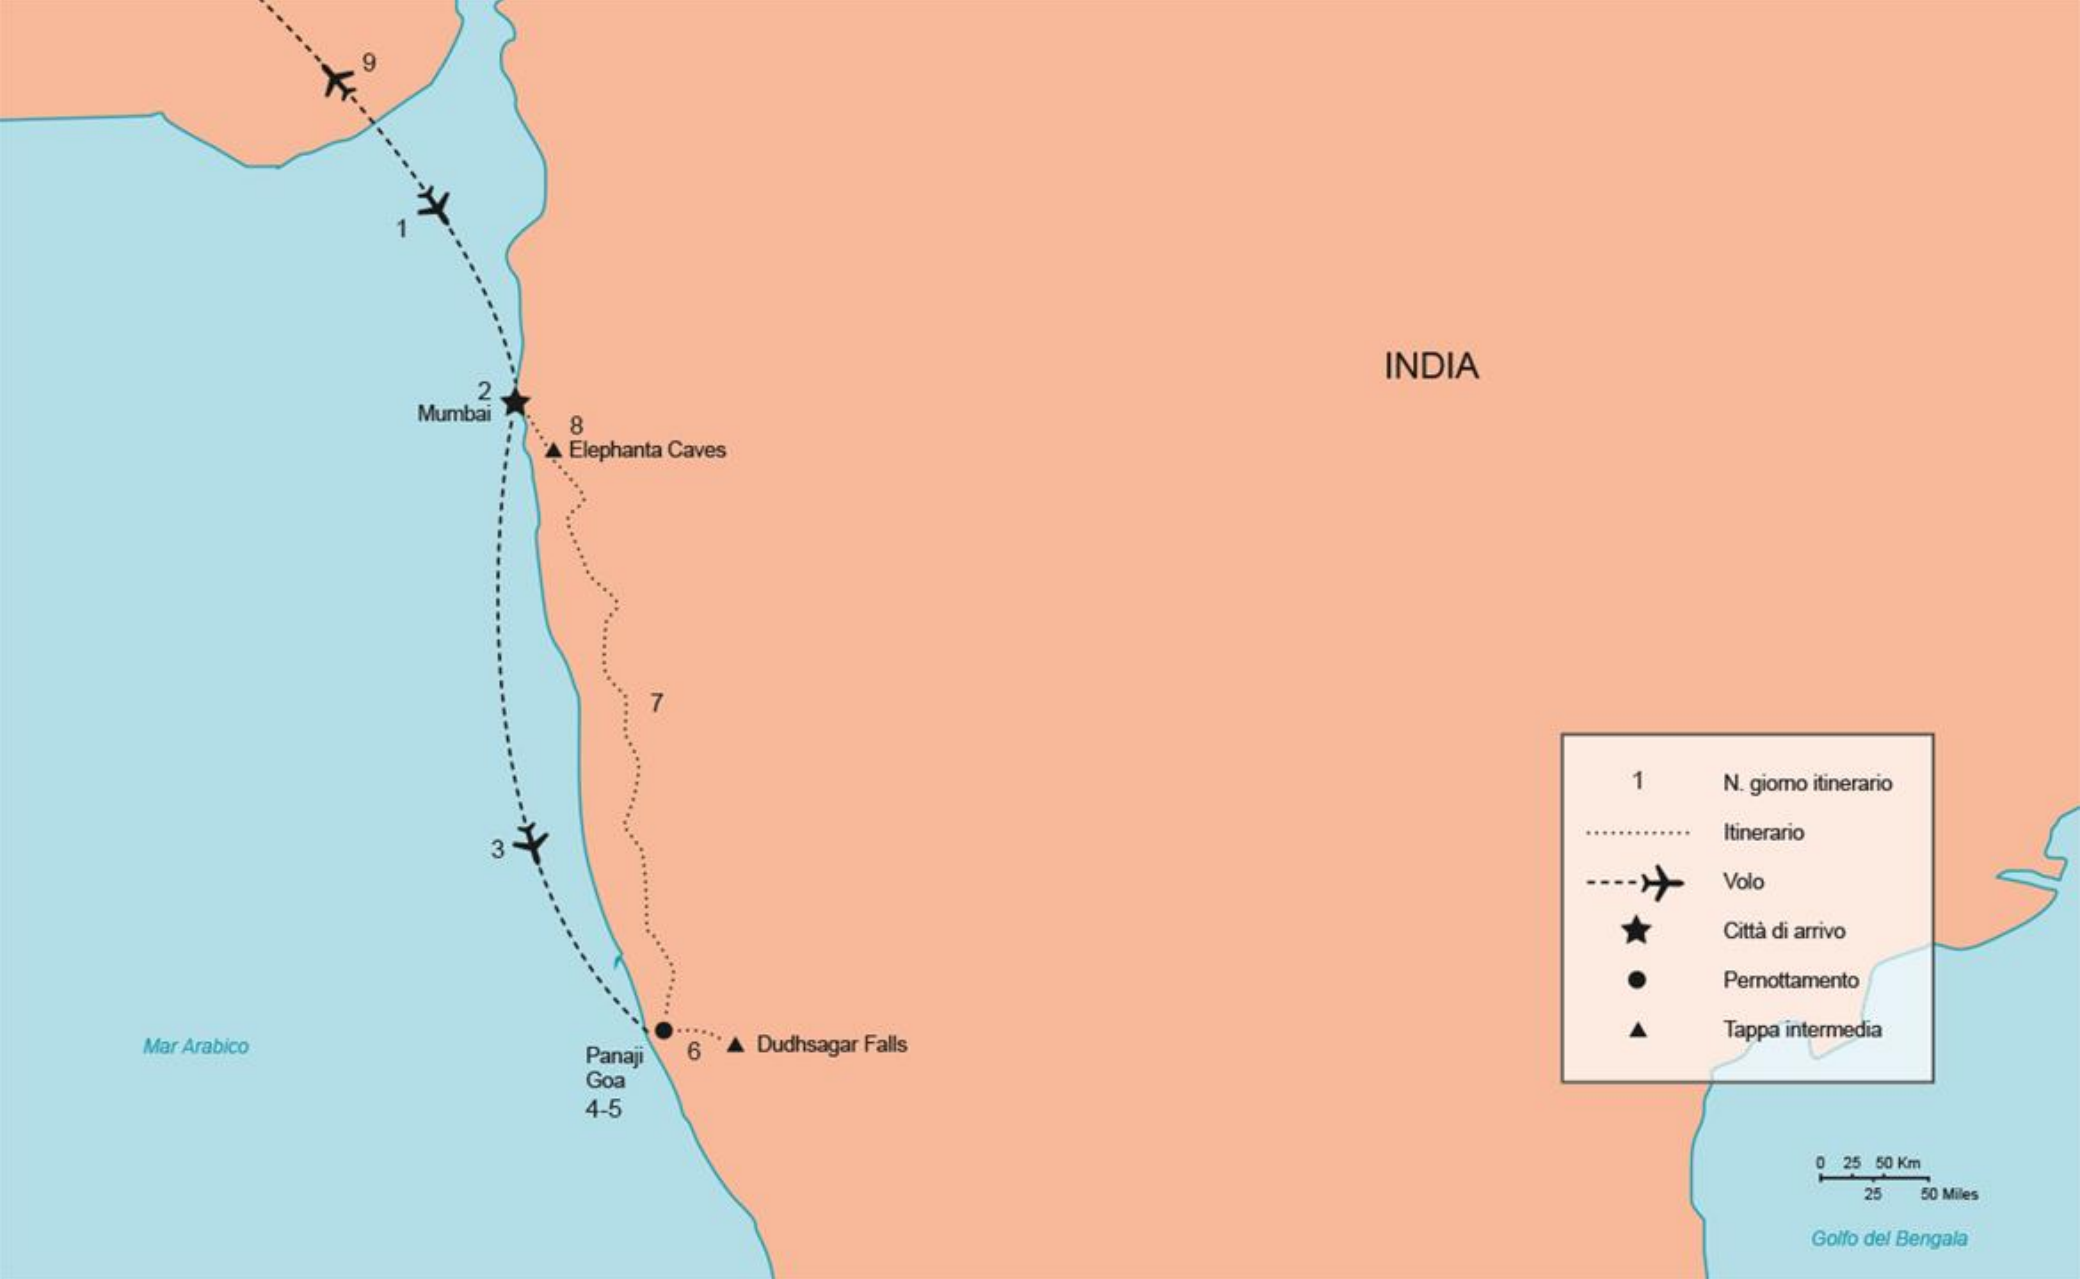 9
1
INDIA
2
Mumbai
8
Elephanta Caves
7
3
1 N. giorno itinerario
Itinerario
Volo
Città di arrivo
Pernottamento
Tappa intermedia
Mar Arabico
6
Dudhsagar Falls
Panaji
Goa
4-5
0 25 50 Km
25 50 Miles
Golfo del Bengala